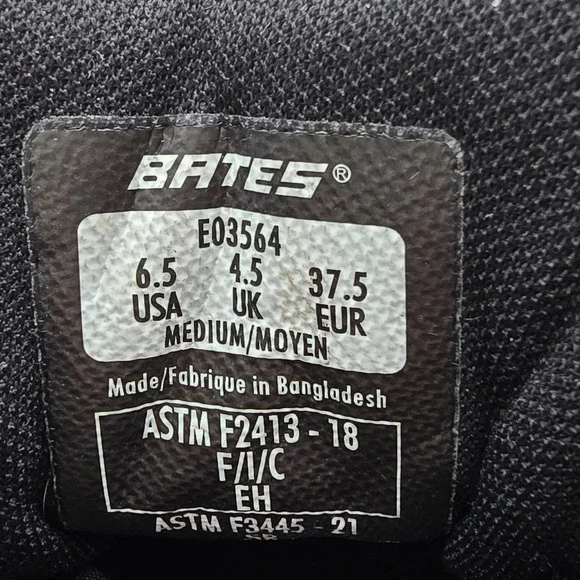 BATES®
E03564
6.5 4.5 37.5
USA UK EUR
MEDIUM/MOYEN
Made/Fabrique in Bangladesh
ASTM F2413 - 18
F/I/C
EH
ASTM F3445 - 21